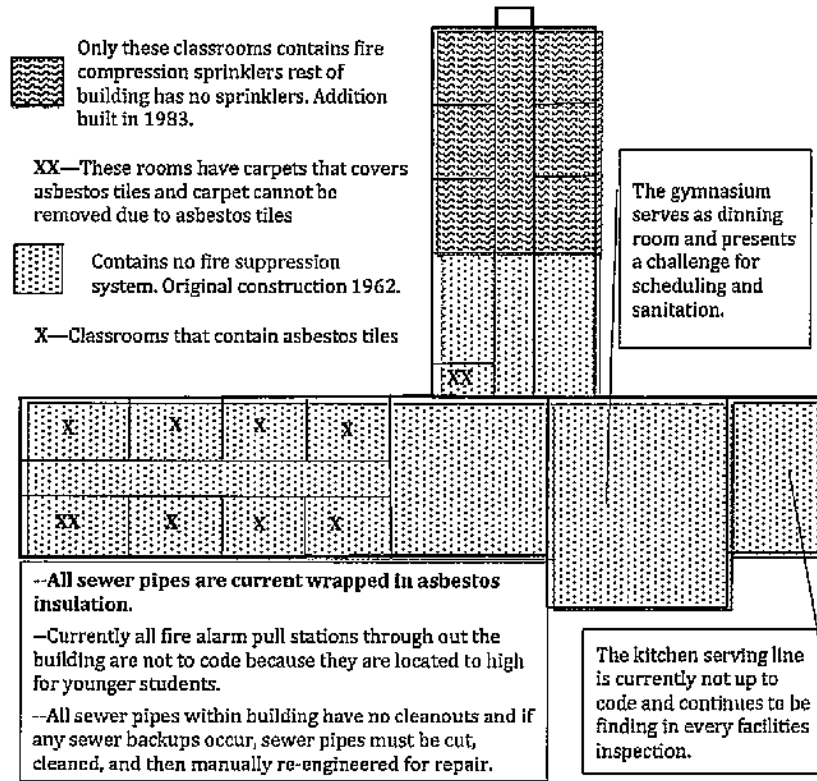 Only these classrooms contains fire
compression sprinklers rest of
building has no sprinklers. Addition
built in 1983.
XX—These rooms have carpets that covers
asbestos tiles and carpet cannot be
removed due to asbestos tiles
Contains no fire suppression
system. Original construction 1962.
X—Classrooms that contain asbestos tiles
The gymnasium
serves as dinning
room and presents
a challenge for
scheduling and
sanitation.
XX
X X X X
XX X X X
--All sewer pipes are current wrapped in asbestos
insulation.
—Currently all fire alarm pull stations through out the
building are not to code because they are located to high
for younger students.
--All sewer pipes within building have no cleanouts and if
any sewer backups occur, sewer pipes must be cut,
cleaned, and then manually re-engineered for repair.
The kitchen serving line
is currently not up to
code and continues to be
finding in every facilities
inspection.